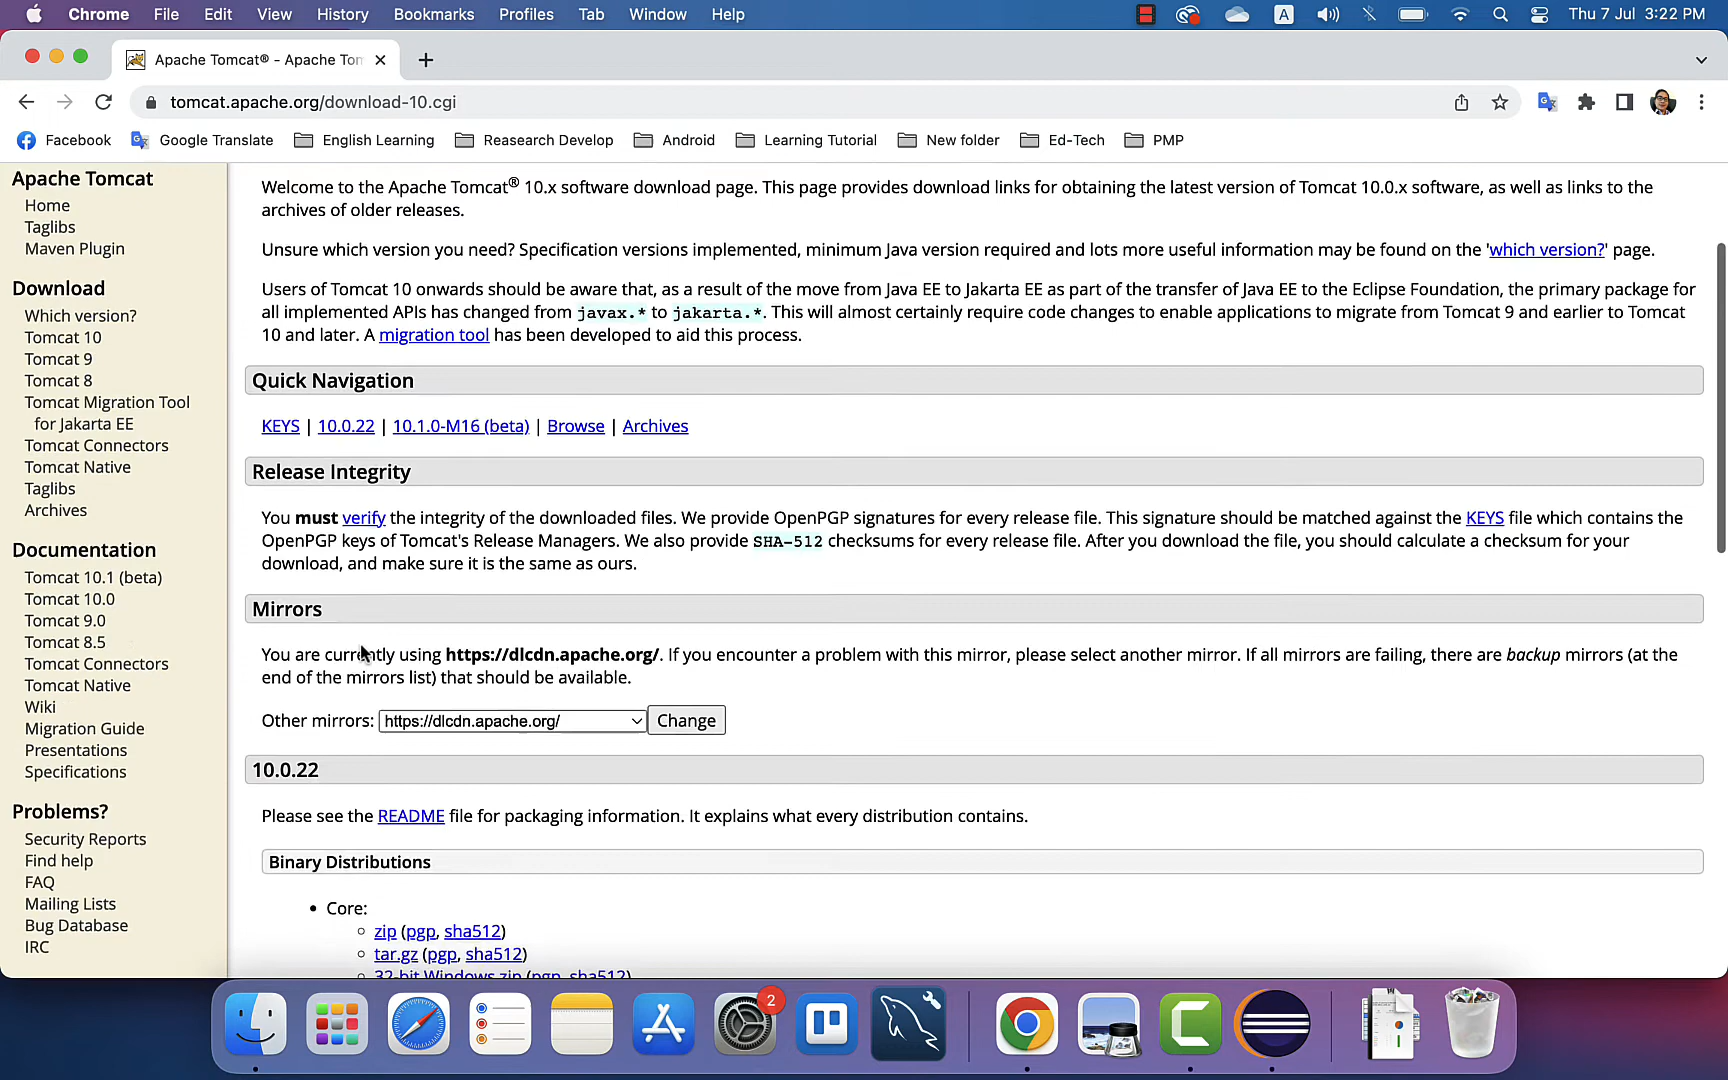 Chrome File Edit View History Bookmarks Profiles Tab Window Help A Thu 7 Jul 3:22 PM
Apache Tomcat® - Apache Tom
tomcat.apache.org/download-10.cgi
Facebook Google Translate English Learning Reasearch Develop Android Learning Tutorial New folder Ed-Tech PMP
Apache Tomcat
Home
Taglibs
Maven Plugin
Download
Which version?
Tomcat 10
Tomcat 9
Tomcat 8
Tomcat Migration Tool
for Jakarta EE
Tomcat Connectors
Tomcat Native
Taglibs
Archives
Documentation
Tomcat 10.1 (beta)
Tomcat 10.0
Tomcat 9.0
Tomcat 8.5
Tomcat Connectors
Tomcat Native
Wiki
Migration Guide
Presentations
Specifications
Problems?
Security Reports
Find help
FAQ
Mailing Lists
Bug Database
IRC
Welcome to the Apache Tomcat® 10.x software download page. This page provides download links for obtaining the latest version of Tomcat 10.0.x software, as well as links to the
archives of older releases.
Unsure which version you need? Specification versions implemented, minimum Java version required and lots more useful information may be found on the 'which version?' page.
Users of Tomcat 10 onwards should be aware that, as a result of the move from Java EE to Jakarta EE as part of the transfer of Java EE to the Eclipse Foundation, the primary package for
all implemented APIs has changed from javax.* to jakarta.*. This will almost certainly require code changes to enable applications to migrate from Tomcat 9 and earlier to Tomcat
10 and later. A migration tool has been developed to aid this process.
Quick Navigation
KEYS | 10.0.22 | 10.1.0-M16 (beta) | Browse | Archives
Release Integrity
You must verify the integrity of the downloaded files. We provide OpenPGP signatures for every release file. This signature should be matched against the KEYS file which contains the
OpenPGP keys of Tomcat's Release Managers. We also provide SHA-512 checksums for every release file. After you download the file, you should calculate a checksum for your
download, and make sure it is the same as ours.
Mirrors
You are currently using https://dlcdn.apache.org/. If you encounter a problem with this mirror, please select another mirror. If all mirrors are failing, there are backup mirrors (at the
end of the mirrors list) that should be available.
Other mirrors: https://dlcdn.apache.org/ Change
10.0.22
Please see the README file for packaging information. It explains what every distribution contains.
Binary Distributions
Core:
zip (pgp, sha512)
tar.gz (pgp, sha512)
32-bit Windows zip (pgp, sha512)
2